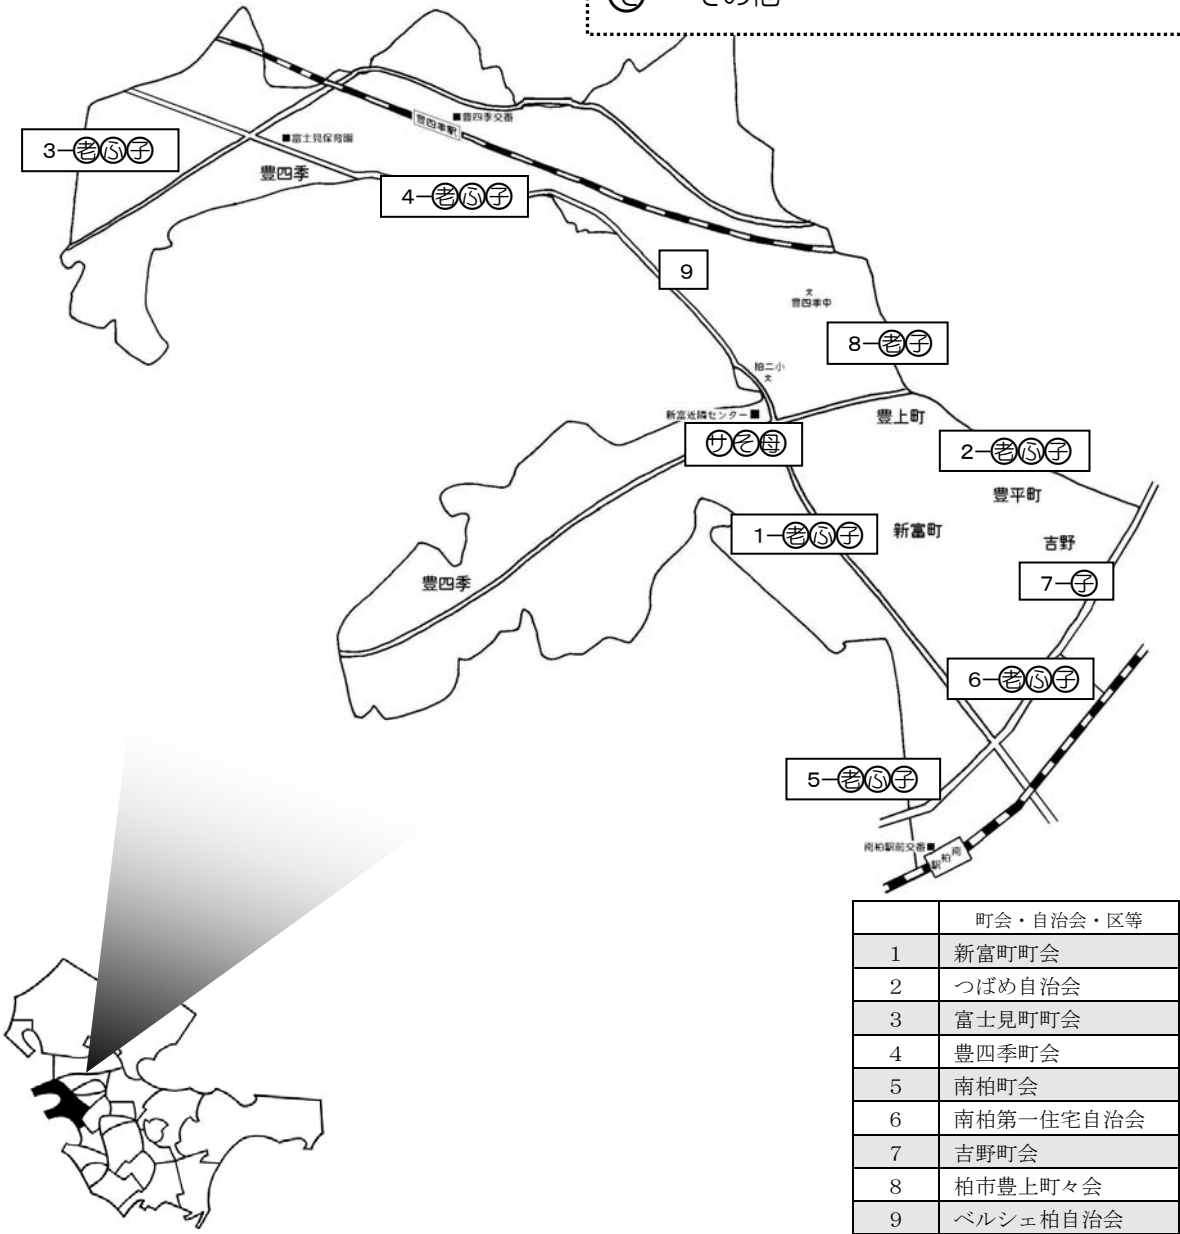 そ その他
豊四季駅
■豊四季交番
3-老ふ子
■富士見保育園
豊四季
4-老ふ子
9
文
豊四季中
8-老子
柏二小
文
新富近隣センター■
豊上町
サそ母
2-老ふ子
豊平町
1-老ふ子
新富町
吉野
豊四季
7-子
6-老ふ子
5-老ふ子
南柏駅前交番■
南柏駅
町会・自治会・区等
1 新富町町会
2 つばめ自治会
3 富士見町町会
4 豊四季町会
5 南柏町会
6 南柏第一住宅自治会
7 吉野町会
8 柏市豊上町々会
9 ベルシェ柏自治会